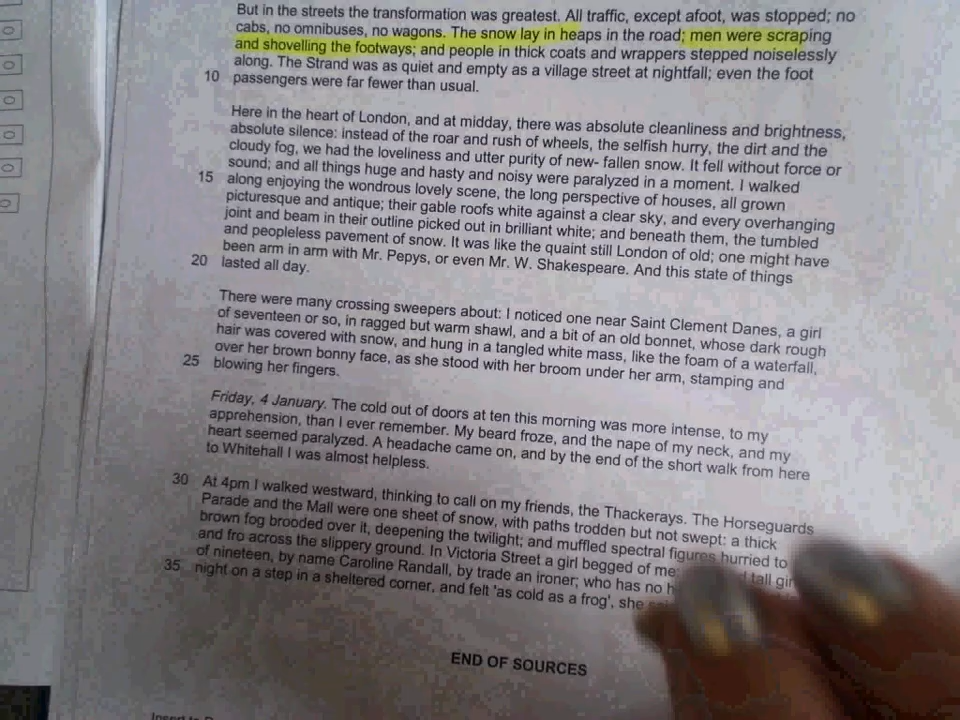 But in the streets the transformation was greatest. All traffic, except afoot, was stopped; no
cabs, no omnibuses, no wagons. The snow lay in heaps in the road; men were scraping
and shovelling the footways; and people in thick coats and wrappers stepped noiselessly
along. The Strand was as quiet and empty as a village street at nightfall; even the foot
10 passengers were far fewer than usual.
Here in the heart of London, and at midday, there was absolute cleanliness and brightness,
absolute silence: instead of the roar and rush of wheels, the selfish hurry, the dirt and the
cloudy fog, we had the loveliness and utter purity of new- fallen snow. It fell without force or
sound; and all things huge and hasty and noisy were paralyzed in a moment. I walked
15 along enjoying the wondrous lovely scene, the long perspective of houses, all grown
picturesque and antique; their gable roofs white against a clear sky, and every overhanging
joint and beam in their outline picked out in brilliant white; and beneath them, the tumbled
and peopleless pavement of snow. It was like the quaint still London of old; one might have
been arm in arm with Mr. Pepys, or even Mr. W. Shakespeare. And this state of things
20 lasted all day.
There were many crossing sweepers about: I noticed one near Saint Clement Danes, a girl
of seventeen or so, in ragged but warm shawl, and a bit of an old bonnet, whose dark rough
hair was covered with snow, and hung in a tangled white mass, like the foam of a waterfall,
over her brown bonny face, as she stood with her broom under her arm, stamping and
25 blowing her fingers.
Friday, 4 January. The cold out of doors at ten this morning was more intense, to my
apprehension, than I ever remember. My beard froze, and the nape of my neck, and my
heart seemed paralyzed. A headache came on, and by the end of the short walk from here
to Whitehall I was almost helpless.
30 At 4pm I walked westward, thinking to call on my friends, the Thackerays. The Horseguards
Parade and the Mall were one sheet of snow, with paths trodden but not swept: a thick
brown fog brooded over it, deepening the twilight; and muffled spectral figures hurried to
and fro across the slippery ground. In Victoria Street a girl begged of me: tall
of nineteen, by name Caroline Randall, by trade an ironer; who has no
35 night on a step in a sheltered corner, and felt 'as cold as a frog', she
END OF SOURCES